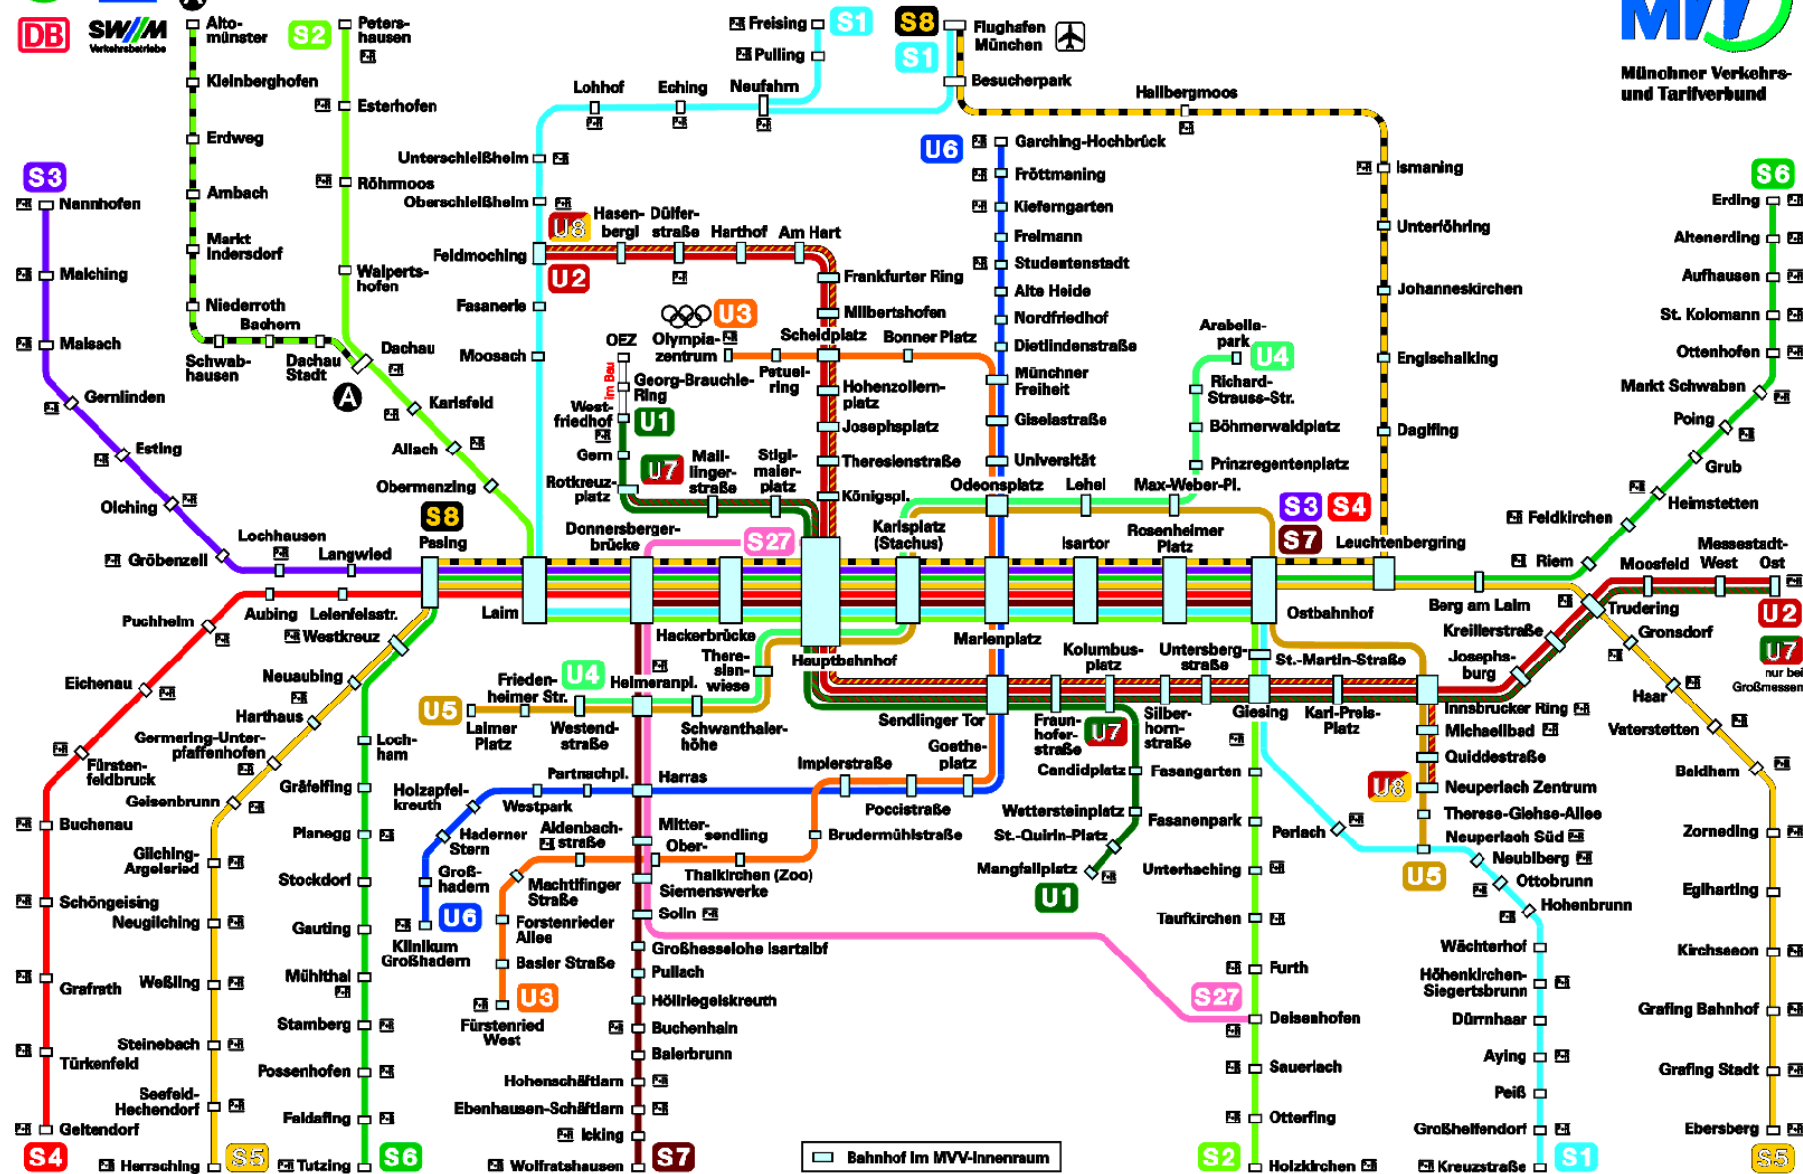 DB
SW//M
Verkehrsbetriebe
A
Alto-
münster
Kleinberghofen
Erdweg
Arnbach
Markt
Indersdorf
Niederroth
Schwab-
hausen
Bachern
Dachau
Stadt
A
S2
Peters-
hausen
Esterhofen
Röhrmoos
Walperts-
hofen
Dachau
Karlsfeld
Allach
Obermenzing
Freising
S1
Pulling
Neufahrn
Eching
Lohhof
Unterschleißheim
Oberschleißheim
Feldmoching
Fasanerie
Moosach
S8
S1
Flughafen
München
Besucherpark
Hallbergmoos
Ismaning
Unterföhring
Johanneskirchen
Englschalking
Daglfing
MVV
Münchner Verkehrs-
und Tarifverbund
S3
Nannhofen
Malching
Maisach
Gernlinden
Esting
Olching
Gröbenzell
Lochhausen
Langwied
S6
Erding
Altenerding
Aufhausen
St. Kolomann
Ottenhofen
Markt Schwaben
Poing
Grub
Heimstetten
Feldkirchen
Riem
U8
U2
Hasen-
bergl
Dülfer-
straße
Harthof
Am Hart
Frankfurter Ring
Milbertshofen
Scheidplatz
Bonner Platz
Hohenzollern-
platz
Josephsplatz
Theresienstraße
Königspl.
U3
Olympia-
zentrum
Petuel-
ring
U6
Garching-Hochbrück
Fröttmaning
Kieferngarten
Freimann
Studentenstadt
Alte Heide
Nordfriedhof
Dietlindenstraße
Münchner
Freiheit
Giselastraße
Universität
Odeonsplatz
OEZ
im Bau
Georg-Brauchle-
Ring
West-
friedhof
U1
Gern
U7
Rotkreuz-
platz
Mail-
linger-
straße
Stigl-
maier-
platz
Arabella-
park
U4
Richard-
Strauss-Str.
Böhmerwaldplatz
Prinzregentenplatz
Max-Weber-Pl.
Lehel
S8
Pasing
Laim
Donnersberger-
brücke
S27
Hackerbrücke
Hauptbahnhof
Karlsplatz
(Stachus)
Marienplatz
Isartor
Rosenheimer
Platz
S3
S4
S7
Ostbahnhof
Leuchtenbergring
Berg am Laim
Trudering
Moosfeld
Messestadt-
West
Ost
U2
U7
nur bei
Großmessen
Kreillerstraße
Josephs-
burg
Gronsdorf
Haar
Vaterstetten
Baldham
Zorneding
Eglharting
Kirchseeon
Grafing Bahnhof
Grafing Stadt
Ebersberg
S5
Aubing
Leienfelsstr.
Puchheim
Eichenau
Fürsten-
feldbruck
Buchenau
Schöngeising
Grafrath
Türkenfeld
Geltendorf
S4
Westkreuz
Neuaubing
Harthaus
Germering-Unter-
pfaffenhofen
Geisenbrunn
Gilching-
Argelsried
Neugilching
Weßling
Steinebach
Seefeld-
Hechendorf
Herrsching
S5
Loch-
ham
Gräfelfing
Planegg
Stockdorf
Gauting
Mühlthal
Starnberg
Possenhofen
Feldafing
Tutzing
S6
U5
Laimer
Platz
Frieden-
heimer Str.
U4
Westend-
straße
Heimeranpl.
Schwanthaler-
höhe
There-
sien-
wiese
Harras
Partnachpl.
Westpark
Holzapfel-
kreuth
Haderner
Stern
Groß-
hadern
U6
Klinikum
Großhadern
Mitter-
sendling
Ober-
Aidenbach-
straße
Machtlfinger
Straße
Forstenrieder
Allee
Basler Straße
U3
Fürstenried
West
Thalkirchen (Zoo)
Brudermühlstraße
Implerstraße
Poccistraße
Goethe-
platz
Sendlinger Tor
Siemenswerke
Solln
Großhesselohe Isartalbf
Pullach
Höllriegelskreuth
Buchenhain
Baierbrunn
Hohenschäftlarn
Ebenhausen-Schäftlarn
Icking
Wolfratshausen
S7
Fraun-
hofer-
straße
Kolumbus-
platz
U7
Candidplatz
Wettersteinplatz
St.-Quirin-Platz
Mangfallplatz
U1
Silber-
horn-
straße
Untersberg-
straße
Giesing
St.-Martin-Straße
Karl-Preis-
Platz
Innsbrucker Ring
Michaelibad
Quiddestraße
U8
Neuperlach Zentrum
Therese-Giehse-Allee
Neuperlach Süd
U5
Fasangarten
Fasanenpark
Unterhaching
Taufkirchen
Furth
S27
Deisenhofen
Sauerlach
Otterfing
S2
Holzkirchen
Perlach
Neubiberg
Ottobrunn
Hohenbrunn
Wächterhof
Höhenkirchen-
Siegertsbrunn
Dürrnhaar
Aying
Peiß
Großhelfendorf
Kreuzstraße
S1
Bahnhof im MVV-Innenraum